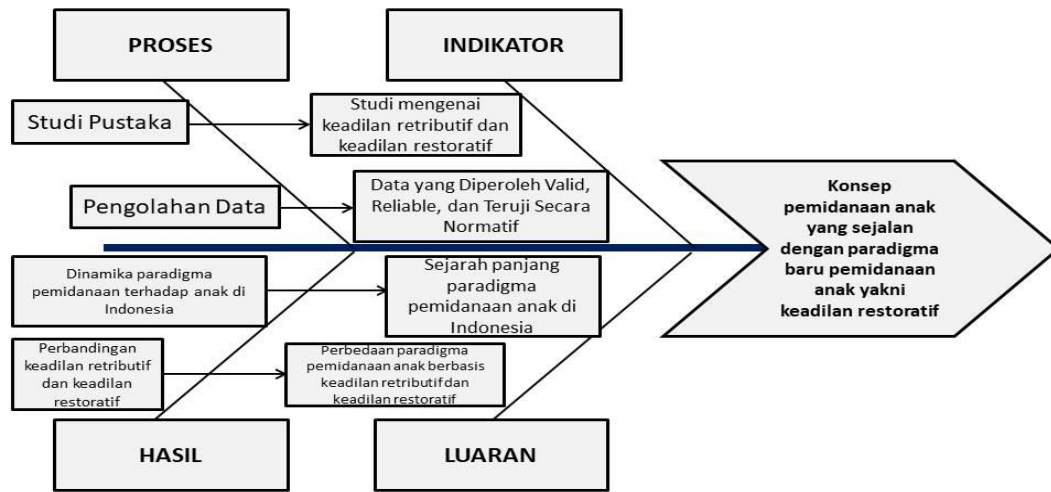 PROSES
INDIKATOR
Studi Pustaka
Studi mengenai
keadilan retributif dan
keadilan restoratif
Pengolahan Data
Data yang Diperoleh Valid,
Reliable, dan Teruji Secara
Normatif
Dinamika paradigma
pemidanaan terhadap anak di
Indonesia
Sejarah panjang
paradigma
pemidanaan anak di
Indonesia
Perbandingan
keadilan retributif
dan keadilan
restoratif
Perbedaan paradigma
pemidanaan anak berbasis
keadilan retributif dan
keadilan restoratif
HASIL
LUARAN
Konsep
pemidanaan anak
yang sejalan
dengan paradigma
baru pemidanaan
anak yakni
keadilan restoratif